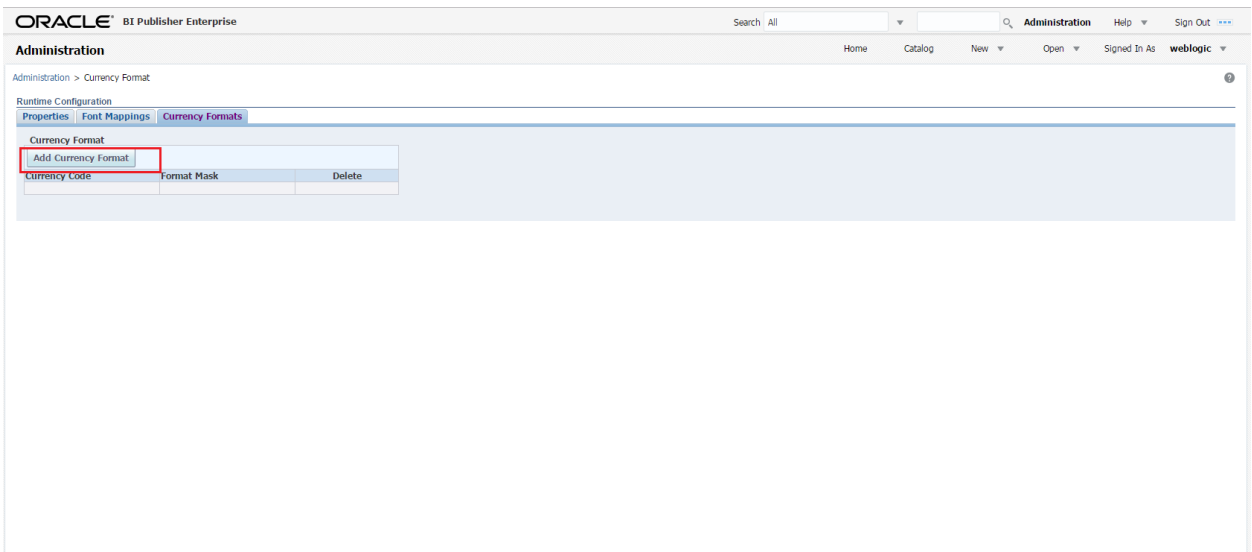 ORACLE® BI Publisher Enterprise Search All Administration Help Sign Out
Administration Home Catalog New Open Signed In As weblogic
Administration > Currency Format
Runtime Configuration
Properties Font Mappings Currency Formats
Currency Format
Add Currency Format
Currency Code Format Mask Delete